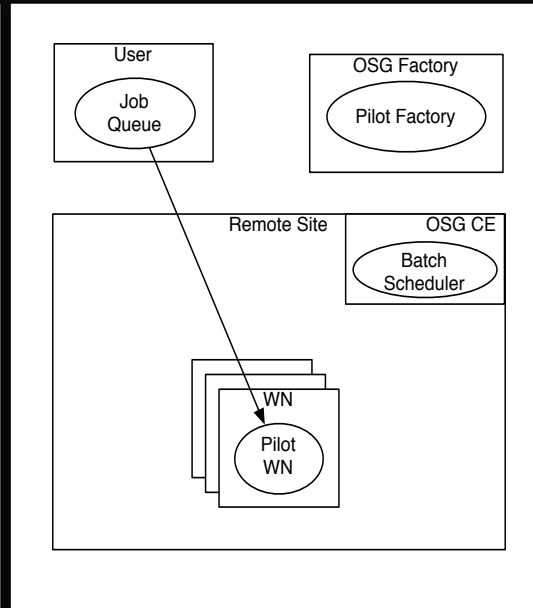 User
Job
Queue
OSG Factory
Pilot Factory
Remote Site
OSG CE
Batch
Scheduler
WN
Pilot
WN